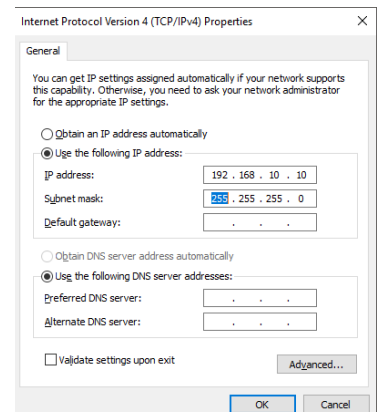 Internet Protocol Version 4 (TCP/IPv4) Properties
General
You can get IP settings assigned automatically if your network supports
this capability. Otherwise, you need to ask your network administrator
for the appropriate IP settings.
Obtain an IP address automatically
Use the following IP address:
IP address: 192 . 168 . 10 . 10
Subnet mask: 255 . 255 . 255 . 0
Default gateway: . . .
Obtain DNS server address automatically
Use the following DNS server addresses:
Preferred DNS server: . . .
Alternate DNS server: . . .
Validate settings upon exit
Advanced...
OK Cancel